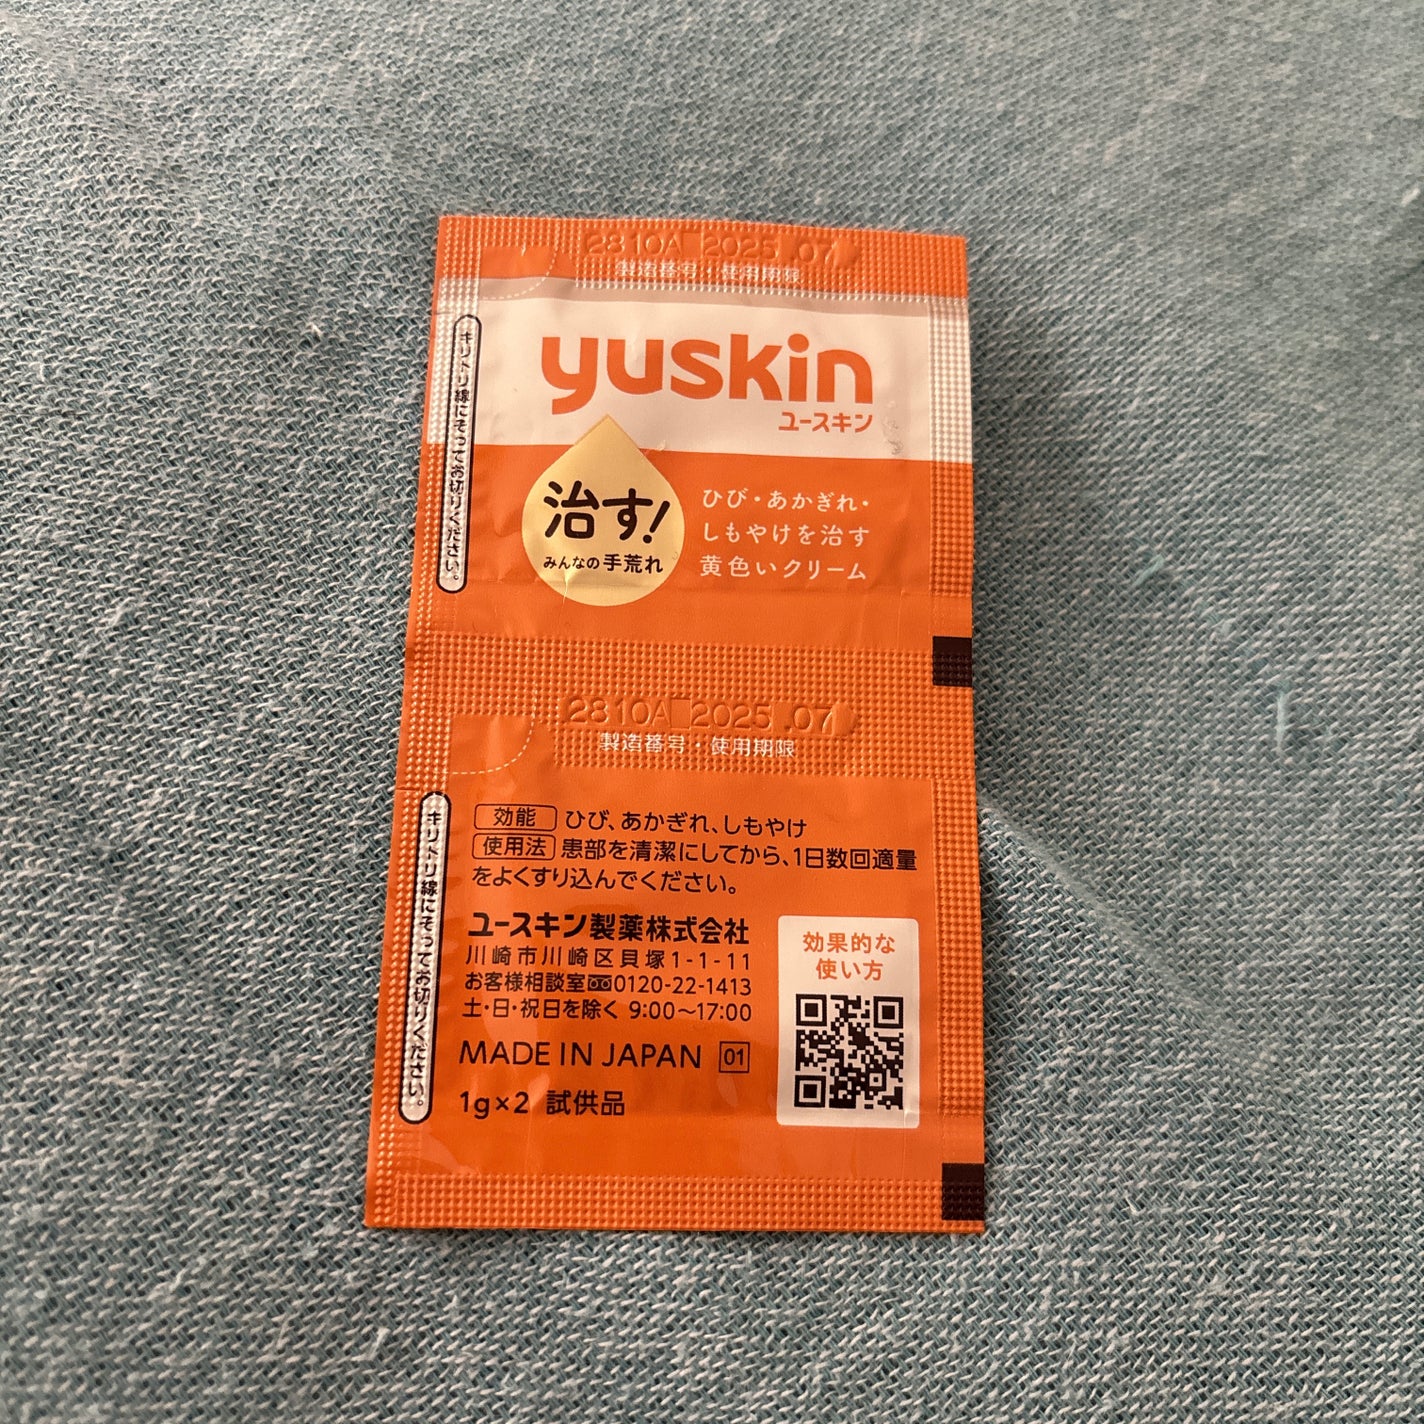 2810A 2025.07
製造番号・使用期限
yuskin
ユースキン
キリトリ線にそってお切りください。
治す!
みんなの手荒れ
ひび・あかぎれ・
しもやけを治す
黄色いクリーム
2810A 2025.07
製造番号・使用期限
キリトリ線にそってお切りください。
効能 ひび、あかぎれ、しもやけ
使用法 患部を清潔にしてから、1日数回適量
をよくすり込んでください。
ユースキン製薬株式会社
川崎市川崎区貝塚1-1-11
お客様相談室 0120-22-1413
土・日・祝日を除く 9:00〜17:00
MADE IN JAPAN 01
1g×2 試供品
効果的な
使い方